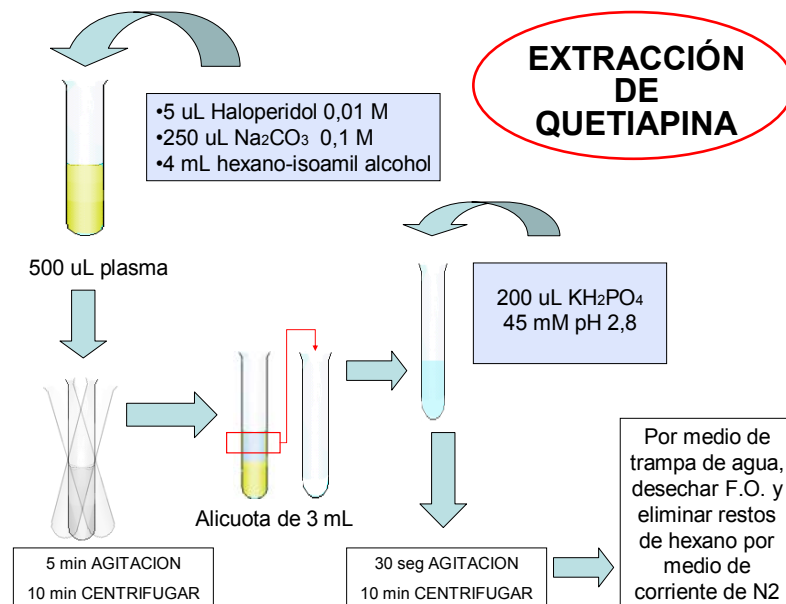 EXTRACCIÓN
DE
QUETIAPINA
•5 uL Haloperidol 0,01 M
•250 uL Na₂CO₃ 0,1 M
•4 mL hexano-isoamil alcohol
500 uL plasma
200 uL KH₂PO₄
45 mM pH 2,8
Alicuota de 3 mL
5 min AGITACION
10 min CENTRIFUGAR
30 seg AGITACION
10 min CENTRIFUGAR
Por medio de
trampa de agua,
desechar F.O. y
eliminar restos
de hexano por
medio de
corriente de N2